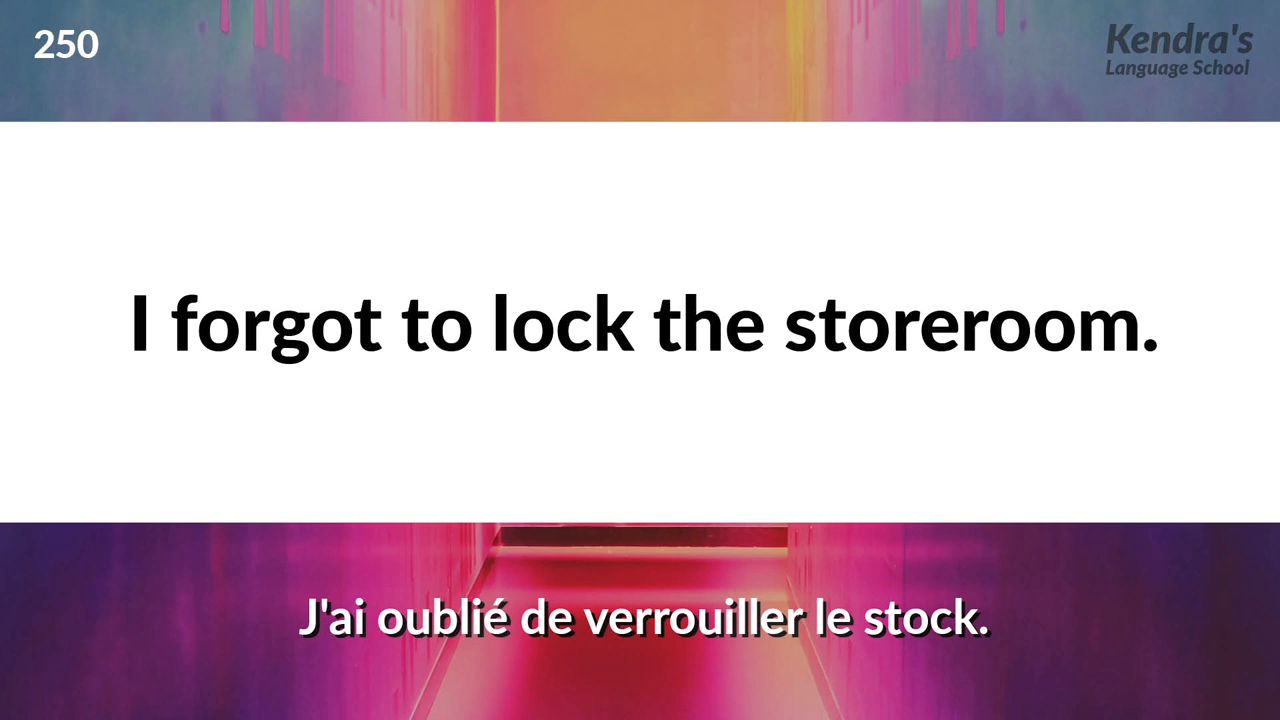 250
Kendra's
Language School
I forgot to lock the storeroom.
J'ai oublié de verrouiller le stock.